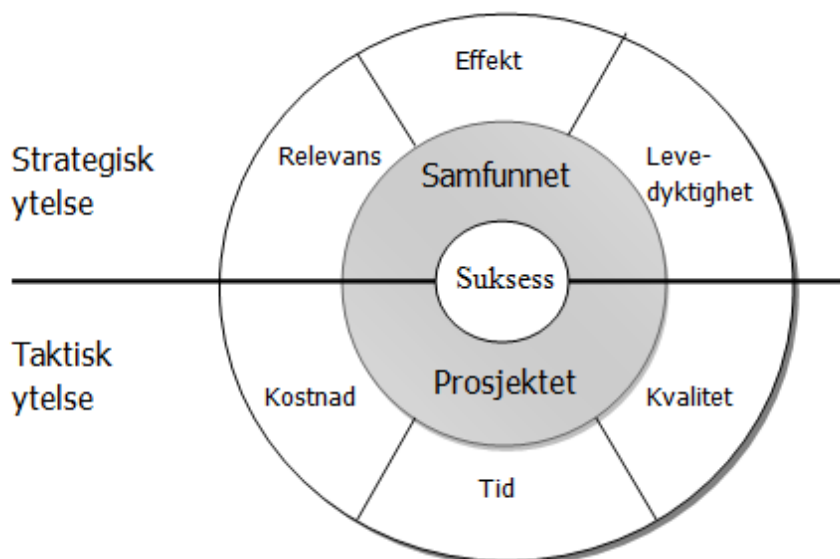 Effekt
Strategisk
ytelse
Relevans
Samfunnet
Leve-
dyktighet
Suksess
Taktisk
ytelse
Kostnad
Prosjektet
Kvalitet
Tid